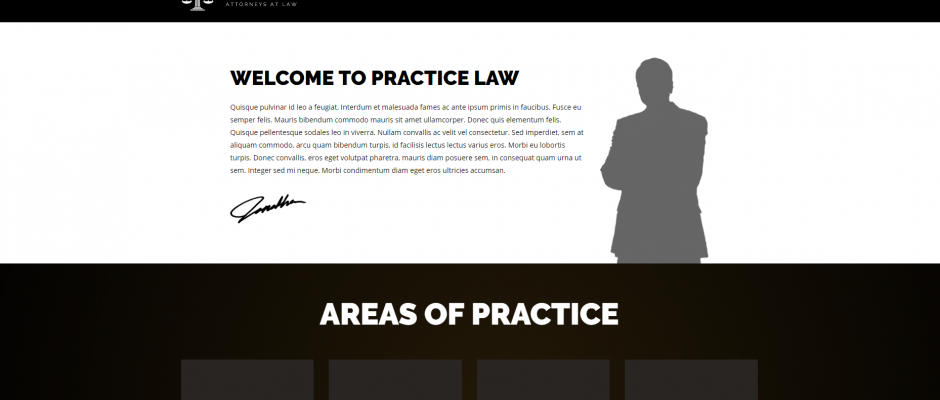 ATTORNEYS AT LAW
WELCOME TO PRACTICE LAW
Quisque pulvinar id leo a feugiat. Interdum et malesuada fames ac ante ipsum primis in faucibus. Fusce eu
semper felis. Mauris bibendum commodo mauris sit amet ullamcorper. Donec quis elementum felis.
Quisque pellentesque sodales leo in viverra. Nullam convallis ac velit vel consectetur. Sed imperdiet, sem at
aliquam commodo, arcu quam bibendum turpis, id facilisis lectus lectus varius eros. Morbi eu lobortis
turpis. Donec convallis, eros eget volutpat pharetra, mauris diam posuere sem, in consequat quam urna ut
sem. Integer sed mi neque. Morbi condimentum diam eget eros ultricies accumsan.
AREAS OF PRACTICE